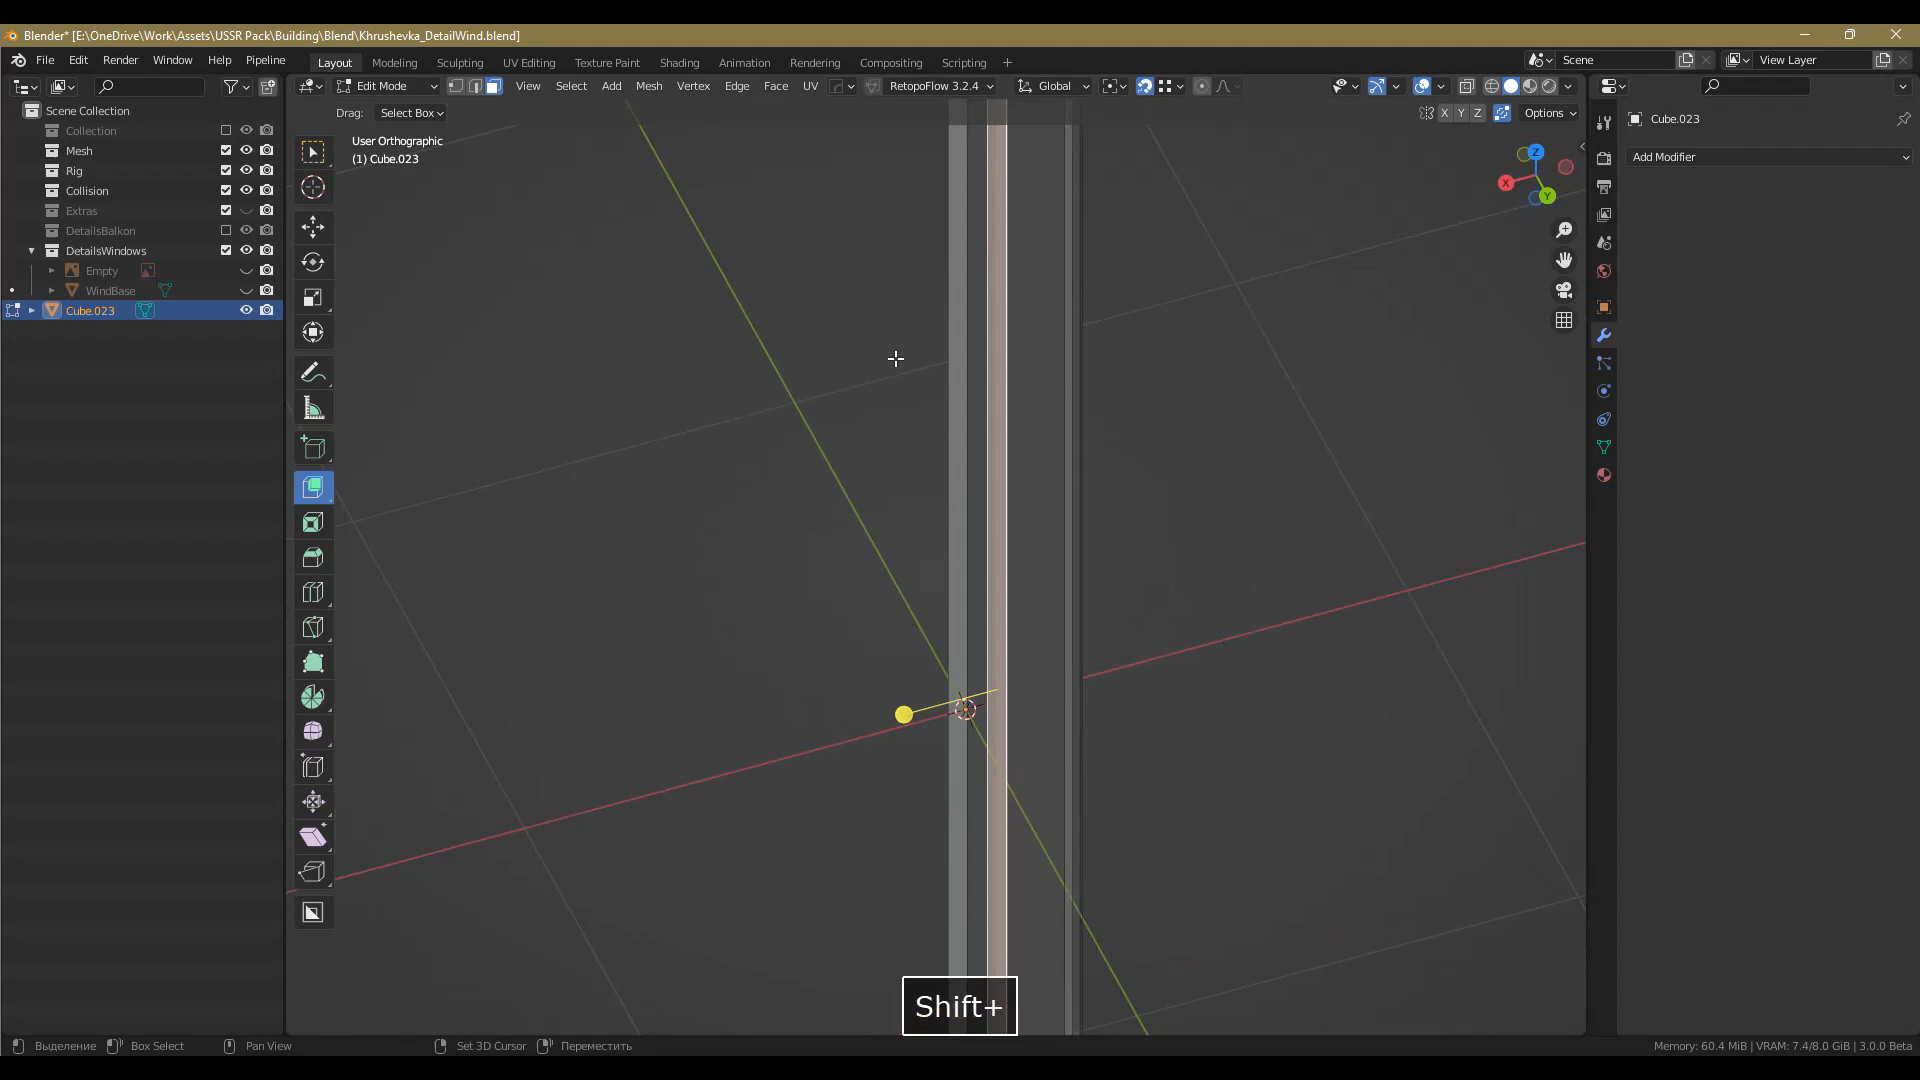 Blender* [E:\OneDrive\Work\Assets\USSR Pack\Building\Blend\Khrushevka_DetailWind.blend]
File Edit Render Window Help Pipeline
Layout Modeling Sculpting UV Editing Texture Paint Shading Animation Rendering Compositing Scripting +
Scene
View Layer
Edit Mode
View Select Add Mesh Vertex Edge Face UV
RetopoFlow 3.2.4
Global
Drag: Select Box
X Y Z
Options
Scene Collection
Collection
Mesh
Rig
Collision
Extras
DetailsBalkon
DetailsWindows
Empty
WindBase
Cube.023
User Orthographic
(1) Cube.023
Z
X
Y
Cube.023
Add Modifier
Shift+
Выделение
Box Select
Pan View
Set 3D Cursor
Переместить
Memory: 60.4 MiB | VRAM: 7.4/8.0 GiB | 3.0.0 Beta